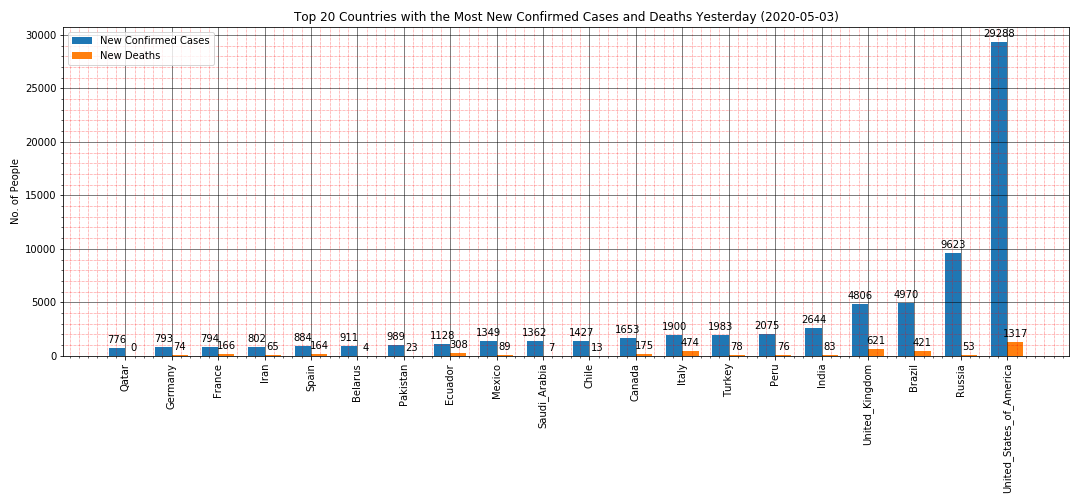 Top 20 Countries with the Most New Confirmed Cases and Deaths Yesterday (2020-05-03)
New Confirmed Cases
New Deaths
No. of People
30000
25000
20000
15000
10000
5000
0
776 0
793 74
794 166
802 65
884 164
911 4
989 23
1128 308
1349 89
1362 7
1427 13
1653 175
1900 474
1983 78
2075 76
2644 83
4806 621
4970 421
9623 53
29288 1317
Qatar
Germany
France
Iran
Spain
Belarus
Pakistan
Ecuador
Mexico
Saudi_Arabia
Chile
Canada
Italy
Turkey
Peru
India
United_Kingdom
Brazil
Russia
United_States_of_America